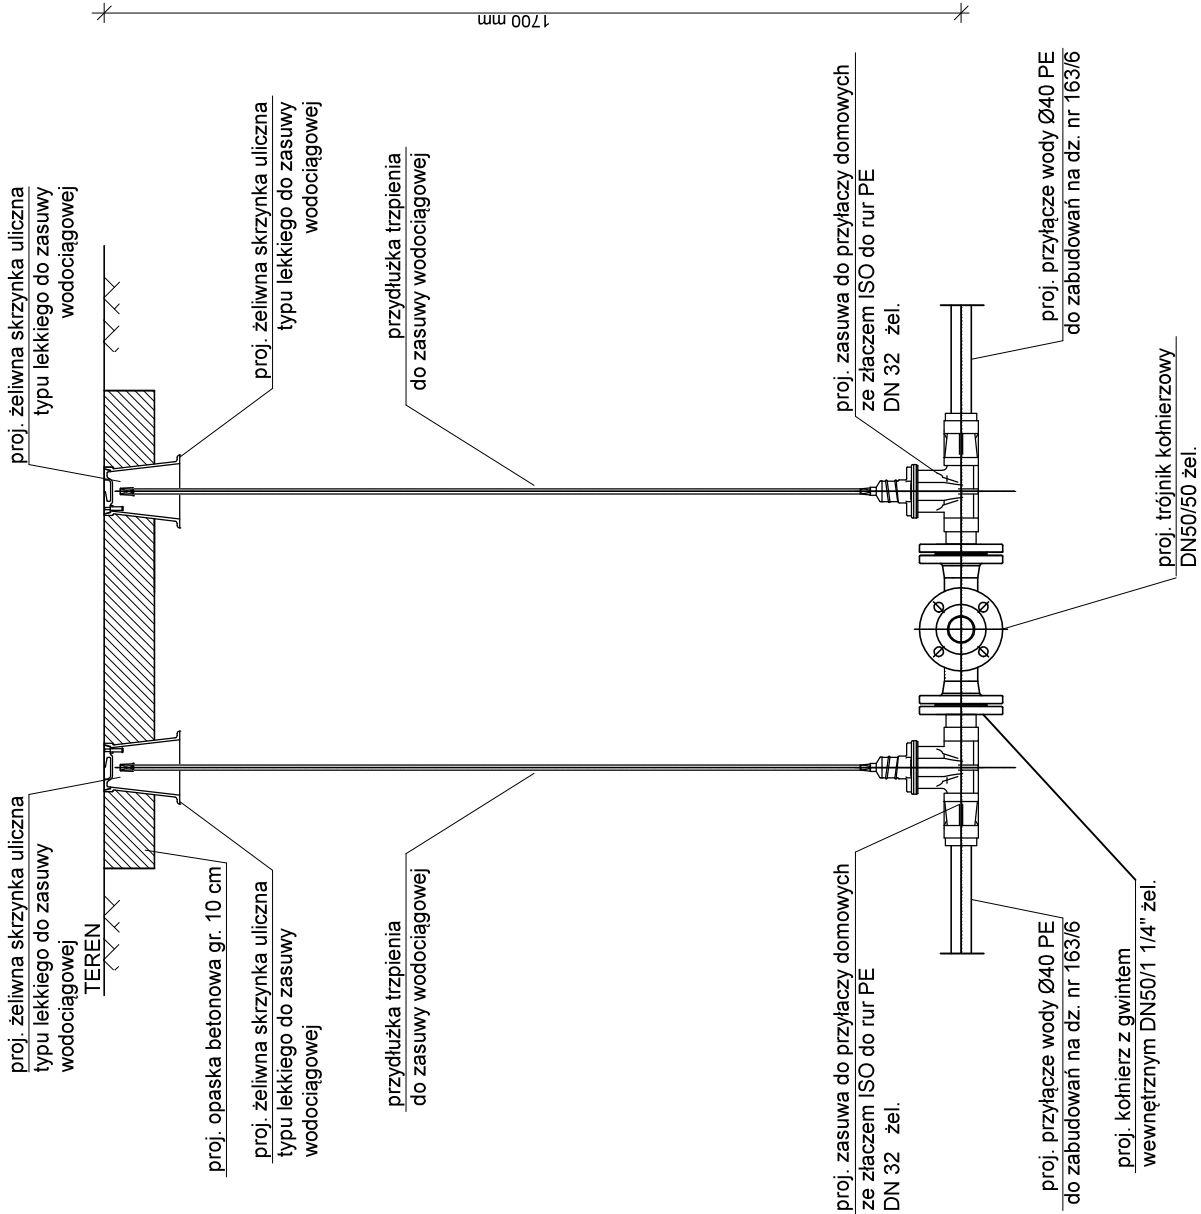 1700 mm
proj. żeliwna skrzynka uliczna
typu lekkiego do zasuwy
wodociągowej
TEREN
proj. opaska betonowa gr. 10 cm
proj. żeliwna skrzynka uliczna
typu lekkiego do zasuwy
wodociągowej
przydłużka trzpienia
do zasuwy wodociągowej
proj. zasuwa do przyłaczy domowych
ze złaczem ISO do rur PE
DN 32 żel.
proj. przyłącze wody Ø40 PE
do zabudowań na dz. nr 163/6
proj. kołnierz z gwintem
wewnętrznym DN50/1 1/4" żel.
proj. żeliwna skrzynka uliczna
typu lekkiego do zasuwy
wodociągowej
proj. żeliwna skrzynka uliczna
typu lekkiego do zasuwy
wodociągowej
przydłużka trzpienia
do zasuwy wodociągowej
proj. zasuwa do przyłaczy domowych
ze złaczem ISO do rur PE
DN 32 żel.
proj. przyłącze wody Ø40 PE
do zabudowań na dz. nr 163/6
proj. trójnik kołnierzowy
DN50/50 żel.